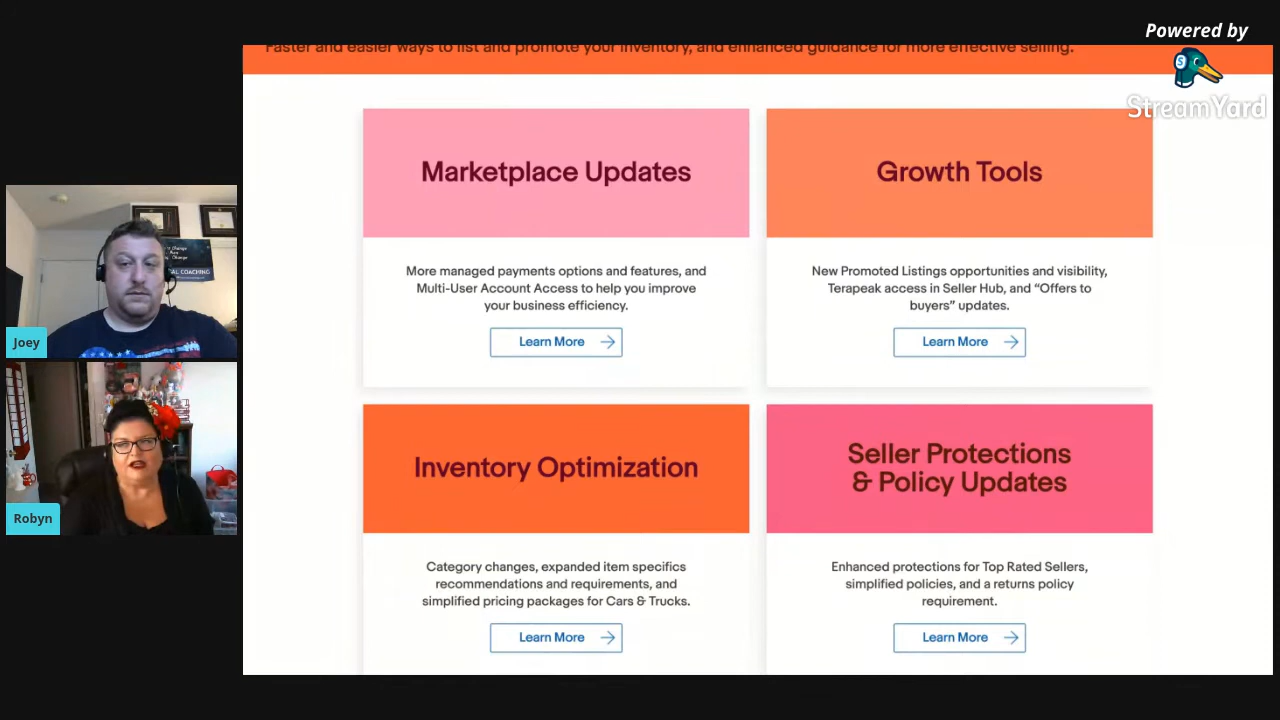 Powered by
StreamYard
Faster and easier ways to list and promote your inventory, and enhanced guidance for more effective selling.
Marketplace Updates
More managed payments options and features, and
Multi-User Account Access to help you improve
your business efficiency.
Learn More
Growth Tools
New Promoted Listings opportunities and visibility,
Terapeak access in Seller Hub, and “Offers to
buyers” updates.
Learn More
Inventory Optimization
Category changes, expanded item specifics
recommendations and requirements, and
simplified pricing packages for Cars & Trucks.
Learn More
Seller Protections
& Policy Updates
Enhanced protections for Top Rated Sellers,
simplified policies, and a returns policy
requirement.
Learn More
Change
Change
COACHING
Joey
Robyn